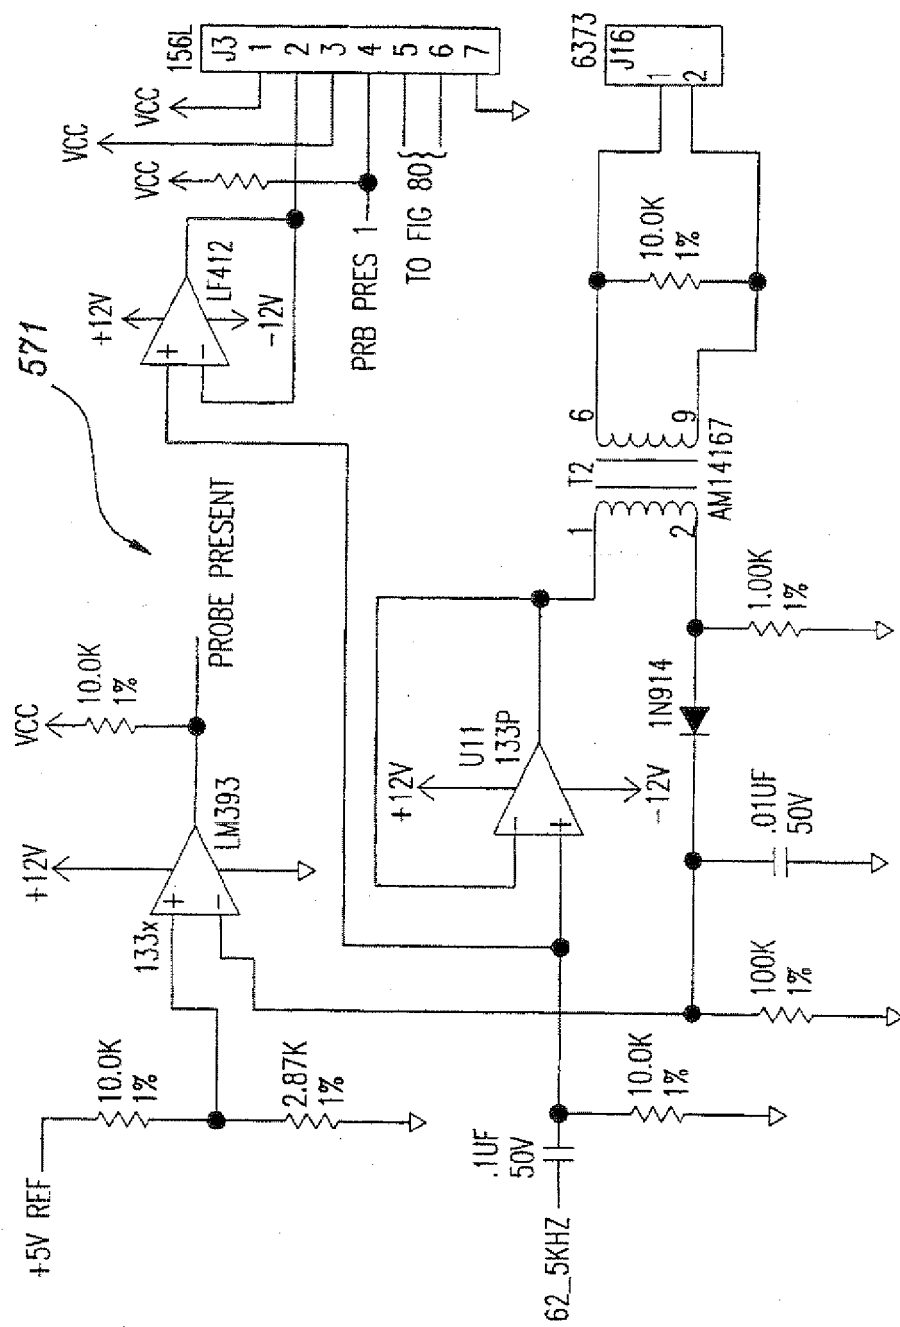 156L
J3
1
2
3
4
5
6
7
VCC
VCC
VCC
PRB PRES 1
TO FIG 80{}
+12V
LF412
-12V
+
-
571
6373
J16
1
2
10.0K
1%
6
9
T2
1
2
AM14167
PROBE PRESENT
VCC
10.0K
1%
+12V
LM393
133x
+
-
+12V
U11
133P
-12V
-
+
1N914
1.00K
1%
.01UF
50V
100K
1%
+5V REF
10.0K
1%
2.87K
1%
62_5KHZ
.1UF
50V
10.0K
1%